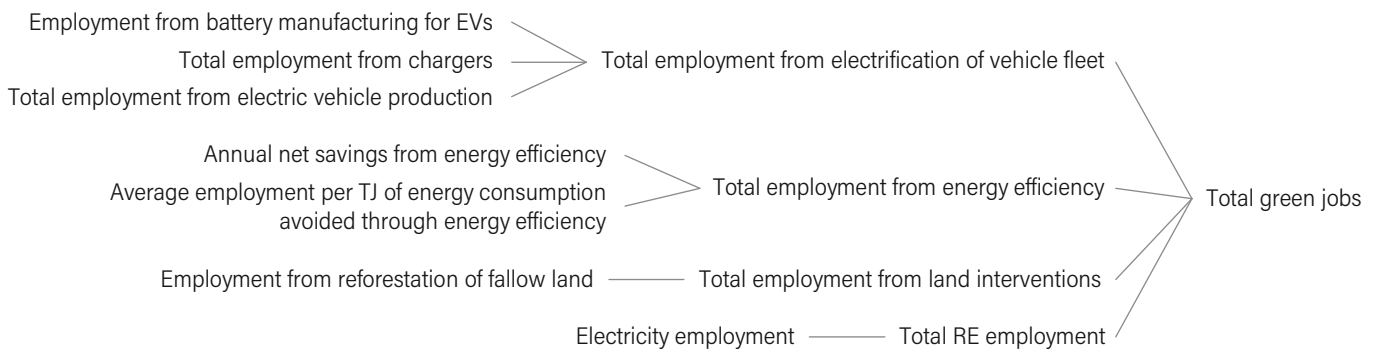 Employment from battery manufacturing for EVs
Total employment from chargers
Total employment from electric vehicle production
Total employment from electrification of vehicle fleet
Annual net savings from energy efficiency
Average employment per TJ of energy consumption
avoided through energy efficiency
Total employment from energy efficiency
Total green jobs
Employment from reforestation of fallow land
Total employment from land interventions
Electricity employment
Total RE employment